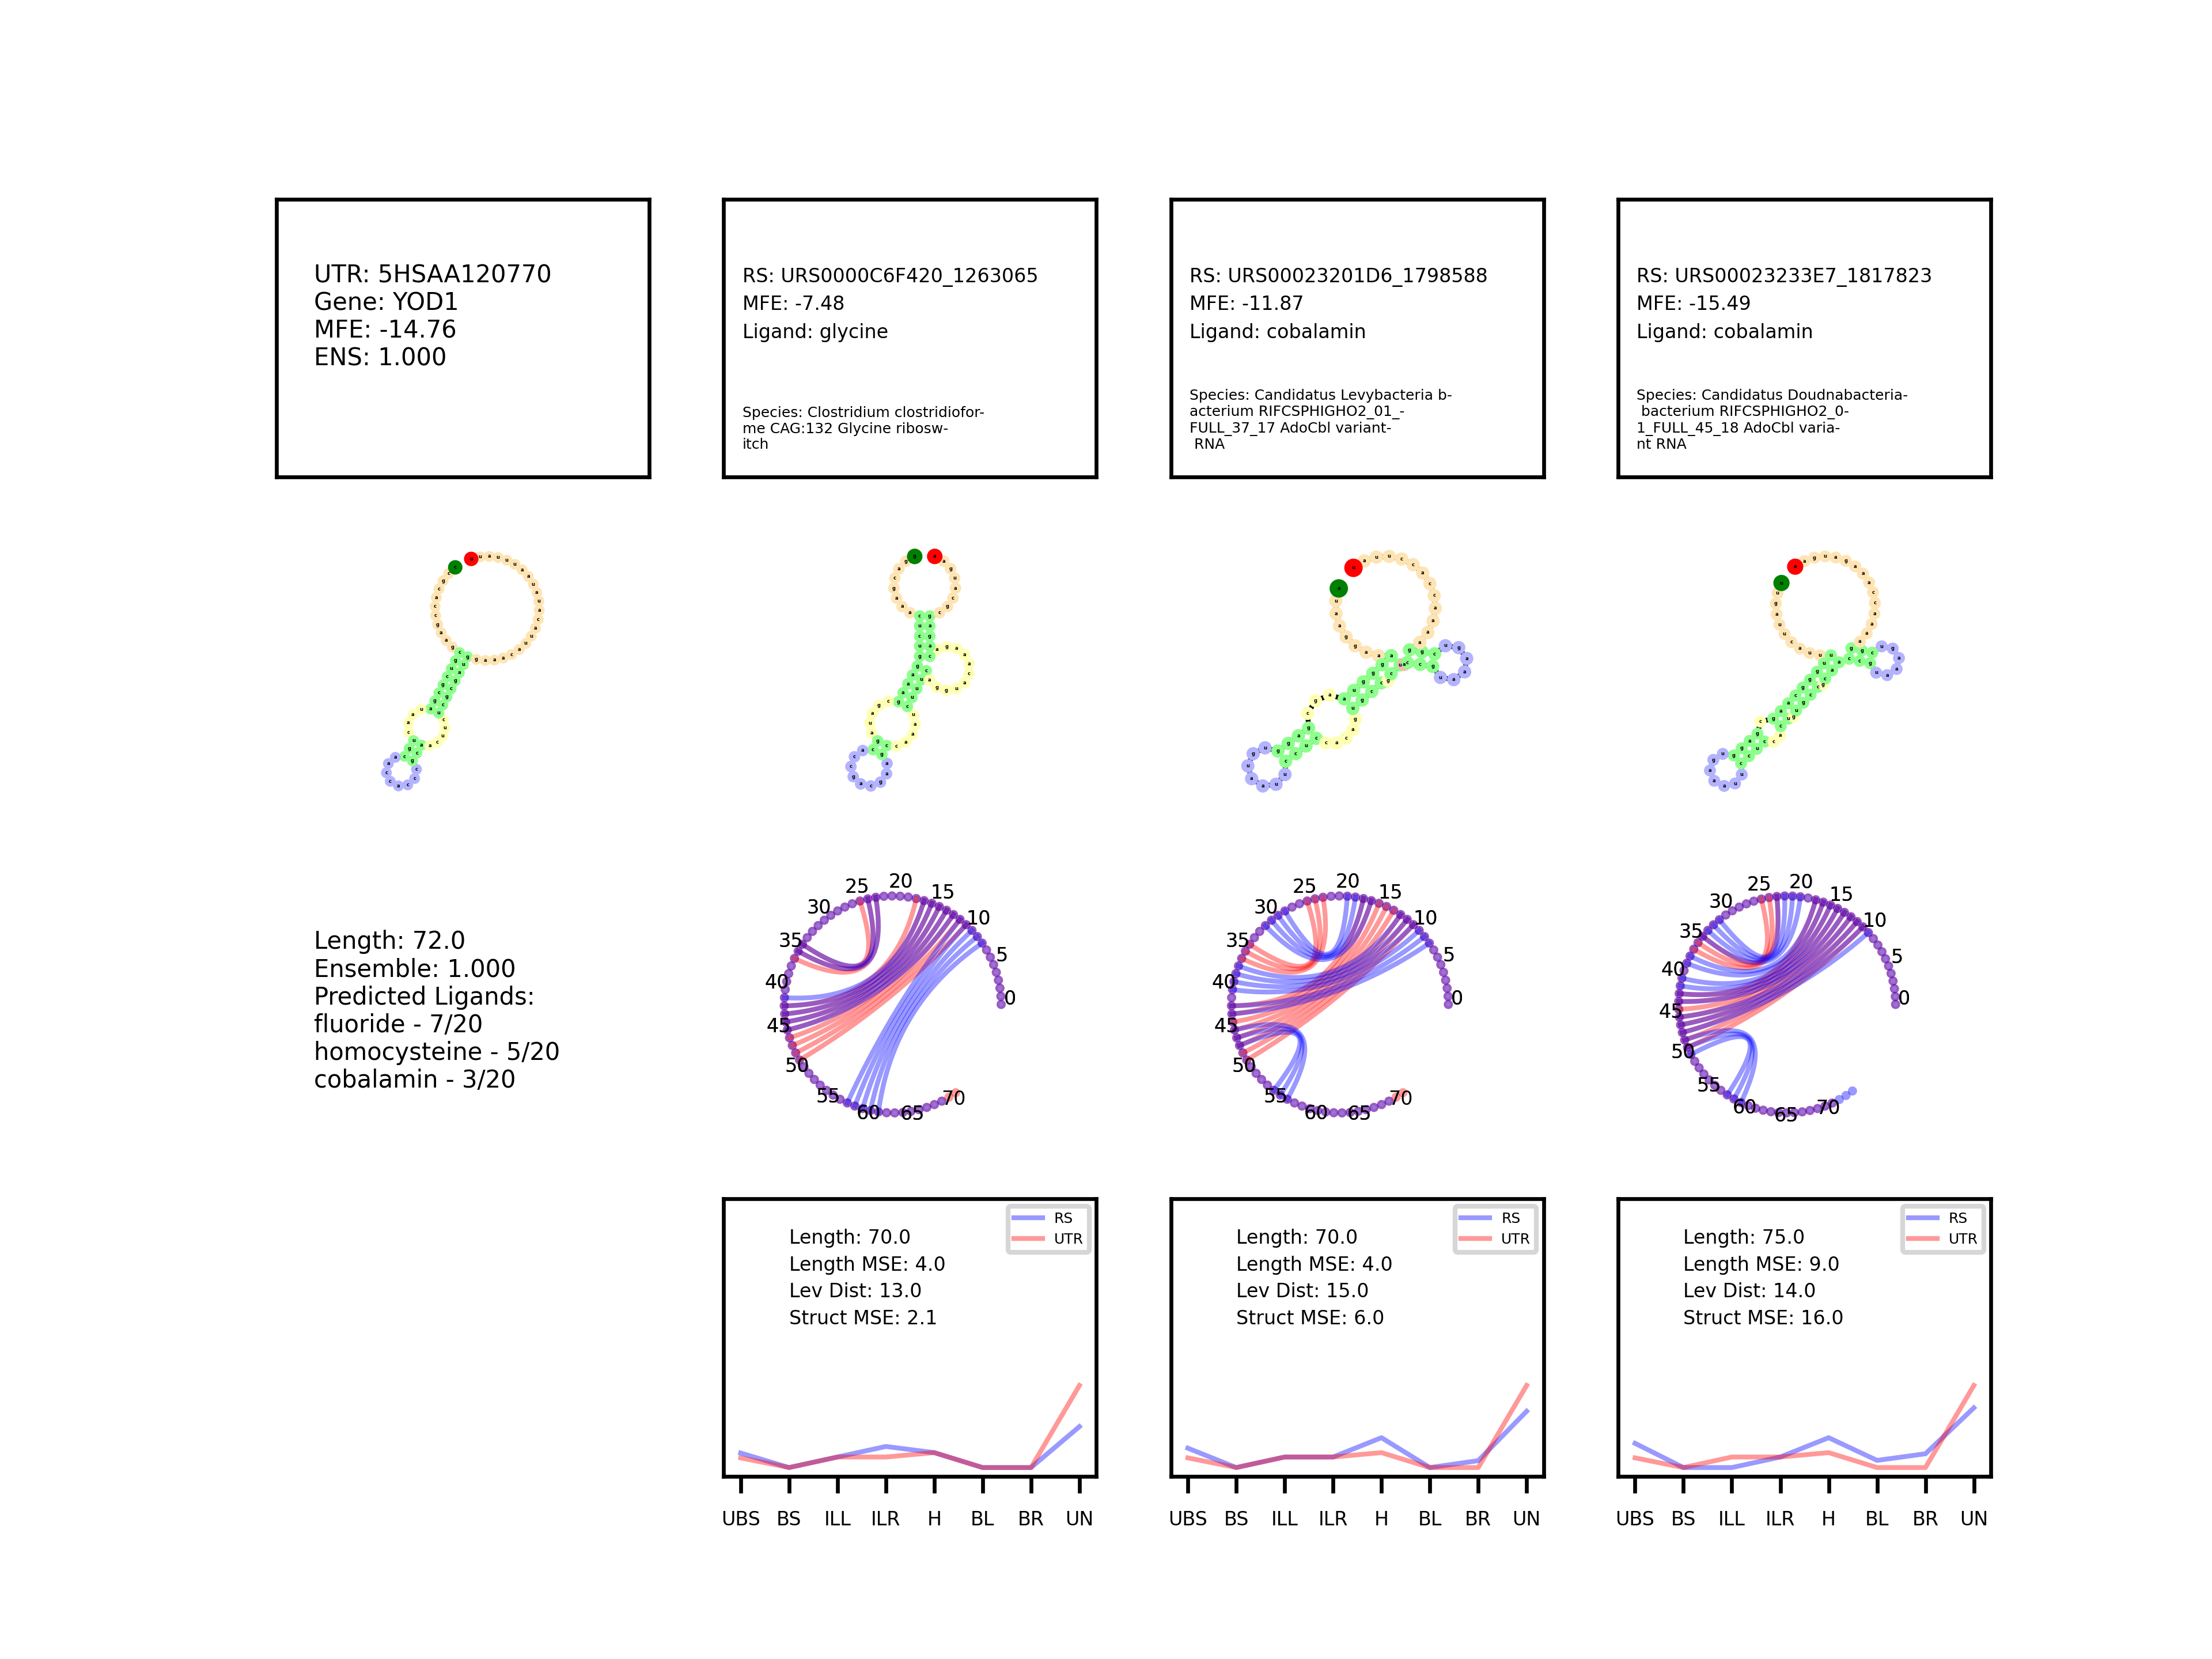 UTR: 5HSAA120770
Gene: YOD1
MFE: -14.76
ENS: 1.000
RS: URS0000C6F420_1263065
MFE: -7.48
Ligand: glycine
Species: Clostridium clostridiofor-
me CAG:132 Glycine ribosw-
itch
RS: URS00023201D6_1798588
MFE: -11.87
Ligand: cobalamin
Species: Candidatus Levybacteria b-
acterium RIFCSPHIGHO2_01_-
FULL_37_17 AdoCbl variant-
RNA
RS: URS00023233E7_1817823
MFE: -15.49
Ligand: cobalamin
Species: Candidatus Doudnabacteria-
bacterium RIFCSPHIGHO2_0-
1_FULL_45_18 AdoCbl varia-
nt RNA
Length: 72.0
Ensemble: 1.000
Predicted Ligands:
fluoride - 7/20
homocysteine - 5/20
cobalamin - 3/20
0
5
10
15
20
25
30
35
40
45
50
55
60
65
70
0
5
10
15
20
25
30
35
40
45
50
55
60
65
70
0
5
10
15
20
25
30
35
40
45
50
55
60
65
70
RS
UTR
Length: 70.0
Length MSE: 4.0
Lev Dist: 13.0
Struct MSE: 2.1
UBS BS ILL ILR H BL BR UN
RS
UTR
Length: 70.0
Length MSE: 4.0
Lev Dist: 15.0
Struct MSE: 6.0
UBS BS ILL ILR H BL BR UN
RS
UTR
Length: 75.0
Length MSE: 9.0
Lev Dist: 14.0
Struct MSE: 16.0
UBS BS ILL ILR H BL BR UN